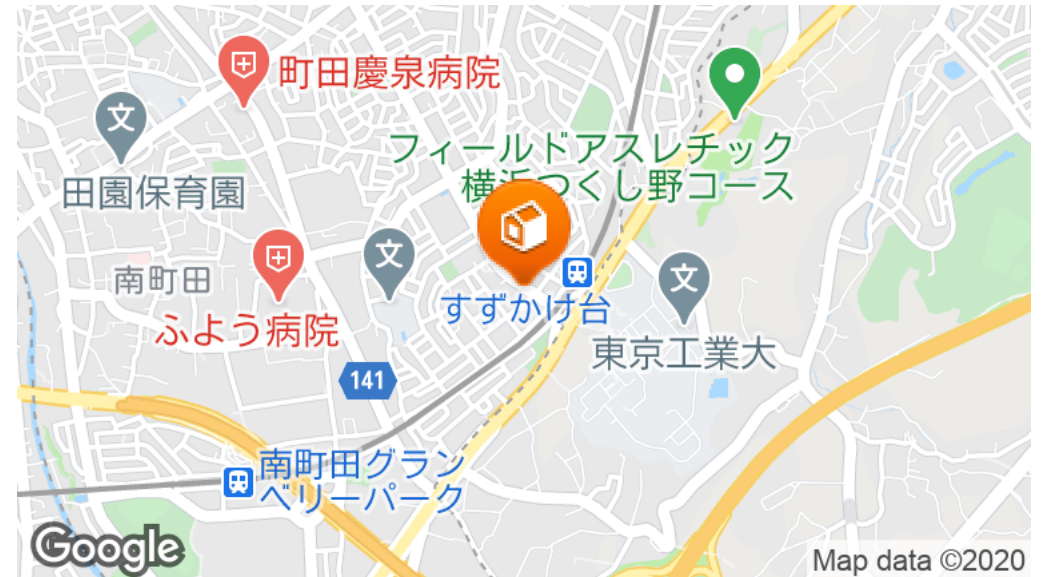 町田慶泉病院
フィールドアスレチック
横浜つくし野コース
文
田園保育園
文
南町田
すずかけ台
文
ふよう病院
東京工業大
141
南町田グラン
ベリーパーク
Google
Map data ©2020